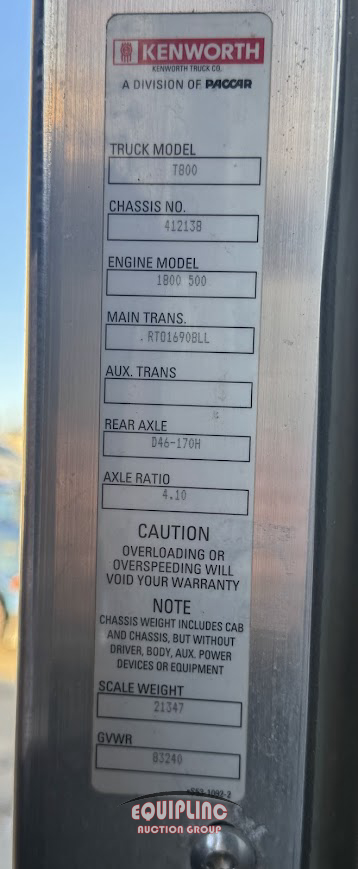 KENWORTH
KENWORTH TRUCK CO.
A DIVISION OF PACCAR
TRUCK MODEL
T800
CHASSIS NO.
412138
ENGINE MODEL
1800 500
MAIN TRANS.
. RTO16908LL
AUX. TRANS
REAR AXLE
D46-170H
AXLE RATIO
4.10
CAUTION
OVERLOADING OR
OVERSPEEDING WILL
VOID YOUR WARRANTY
NOTE
CHASSIS WEIGHT INCLUDES CAB
AND CHASSIS, BUT WITHOUT
DRIVER, BODY, AUX. POWER
DEVICES OR EQUIPMENT
SCALE WEIGHT
21347
GVWR
83240
EQUIPLINC
AUCTION GROUP